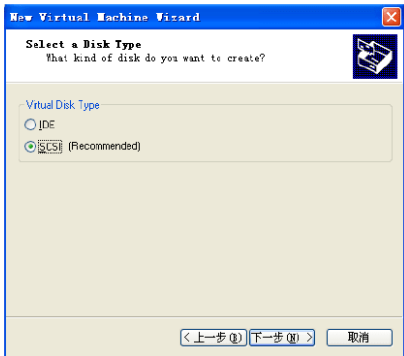 New Virtual Machine Wizard
Select a Disk Type
What kind of disk do you want to create?
Virtual Disk Type
IDE
SCSI (Recommended)
< 上一步(B) 下一步(N) > 取消